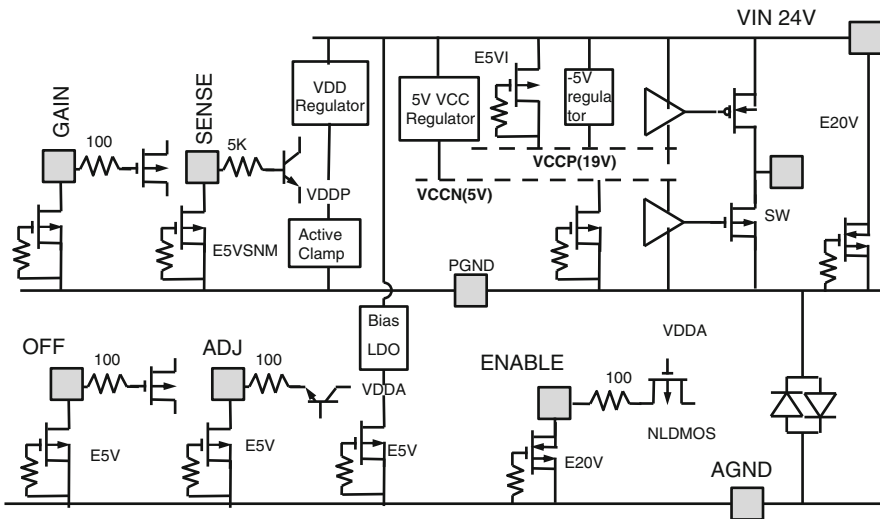 VIN 24V
GAIN
SENSE
VDD
Regulator
5V VCC
Regulator
E5VI
-5V
regula
tor
E20V
100
5K
VCCP(19V)
VCCN(5V)
VDDP
E5VSNM
Active
Clamp
SW
PGND
Bias
LDO
VDDA
OFF
100
ADJ
100
VDDA
ENABLE
100
NLDMOS
E5V
E5V
E5V
E20V
AGND